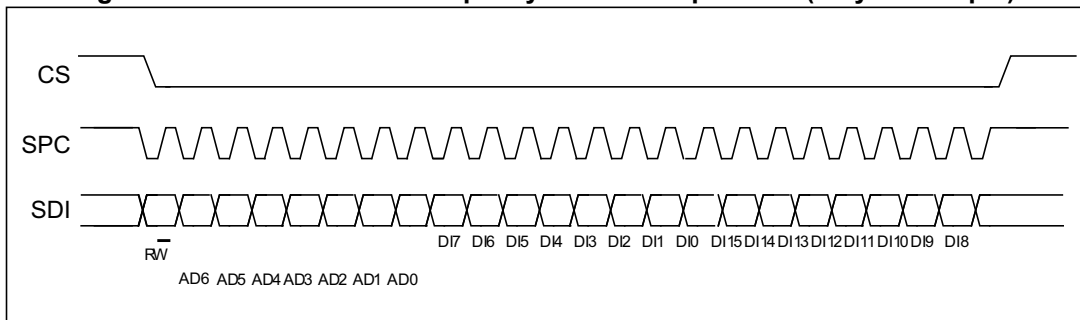 CS
SPC
SDI
DI7 DI6 DI5 DI4 DI3 DI2 DI1 DI0 DI15 DI14 DI13 DI12 DI11 DI10 DI9 DI8
RW
AD6 AD5 AD4 AD3 AD2 AD1 AD0